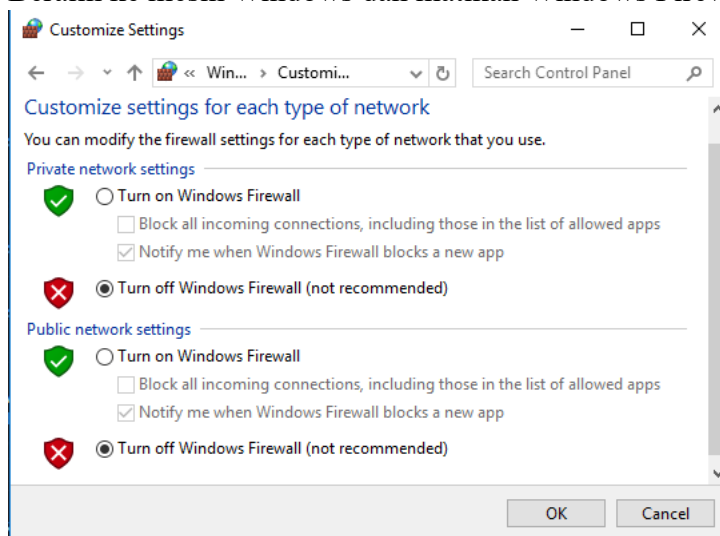 Customize Settings
« Win... > Customi...
Search Control Panel
Customize settings for each type of network
You can modify the firewall settings for each type of network that you use.
Private network settings
Turn on Windows Firewall
Block all incoming connections, including those in the list of allowed apps
Notify me when Windows Firewall blocks a new app
Turn off Windows Firewall (not recommended)
Public network settings
Turn on Windows Firewall
Block all incoming connections, including those in the list of allowed apps
Notify me when Windows Firewall blocks a new app
Turn off Windows Firewall (not recommended)
OK
Cancel